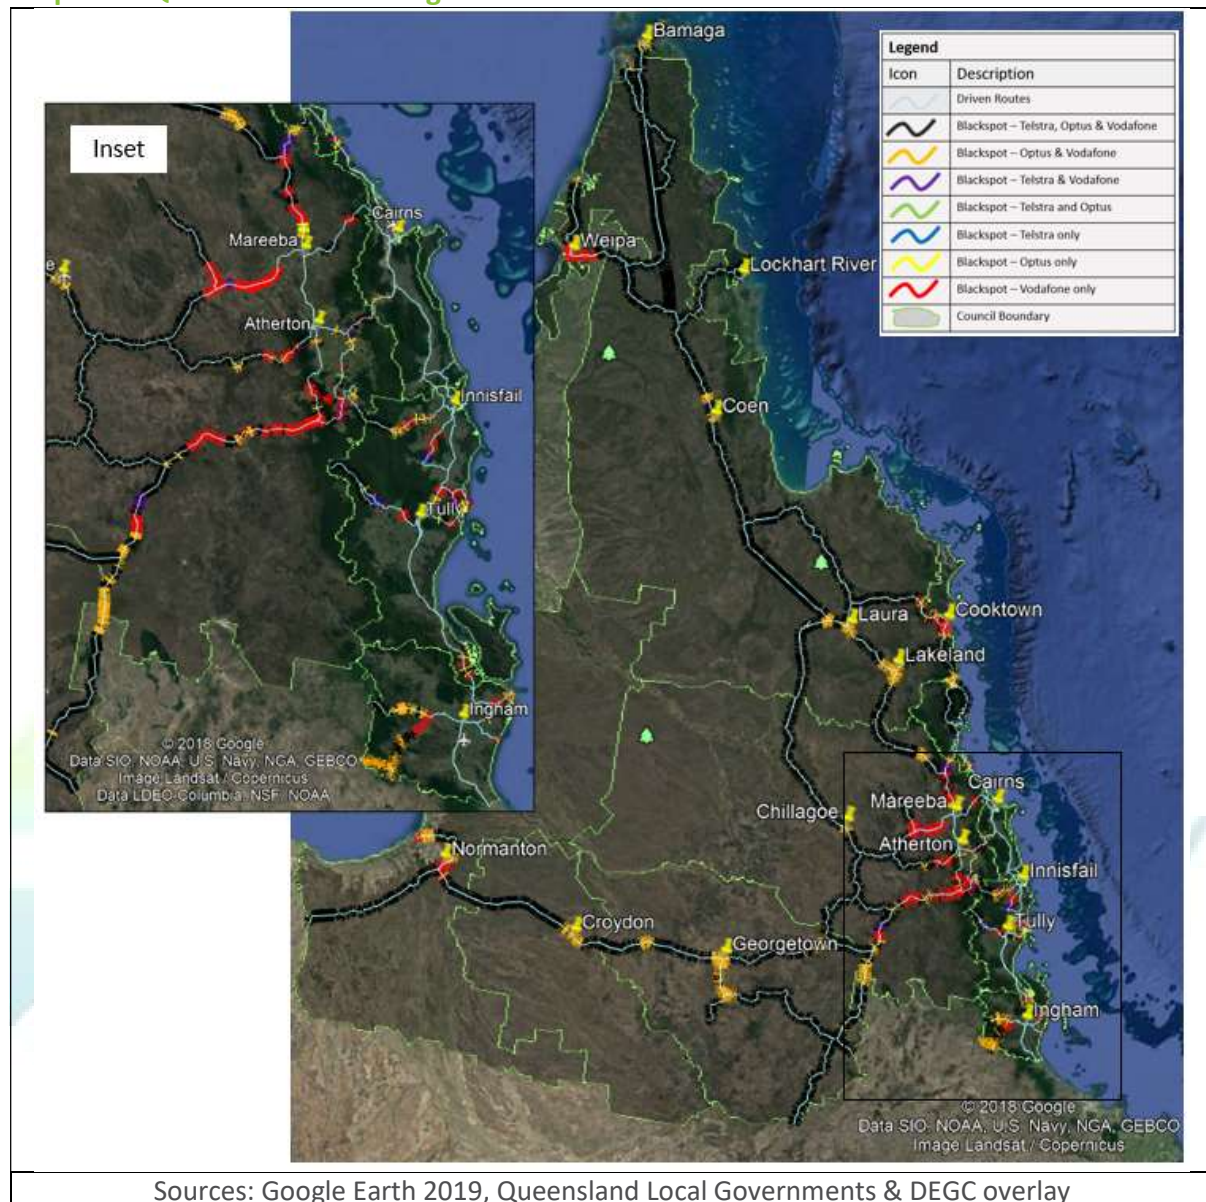 Bamaga
Legend
Icon Description
Driven Routes
Blackspot – Telstra, Optus & Vodafone
Blackspot – Optus & Vodafone
Blackspot – Telstra & Vodafone
Blackspot – Telstra and Optus
Blackspot – Telstra only
Blackspot – Optus only
Blackspot – Vodafone only
Council Boundary
Inset
Cairns
Mareeba
e
Atherton
Innisfail
Tully
Ingham
© 2018 Google
Data SIO, NOAA, U.S. Navy, NGA, GEBCO
Image Landsat / Copernicus
Data LDEO-Columbia, NSF, NOAA
Weipa
Lockhart River
Coen
Laura
Cooktown
Lakeland
Cairns
Mareeba
Chillagoe
Atherton
Normanton
Innisfail
Croydon
Tully
Georgetown
Ingham
© 2018 Google
Data SIO, NOAA, U.S. Navy, NGA, GEBCO
Image Landsat / Copernicus
Sources: Google Earth 2019, Queensland Local Governments & DEGC overlay